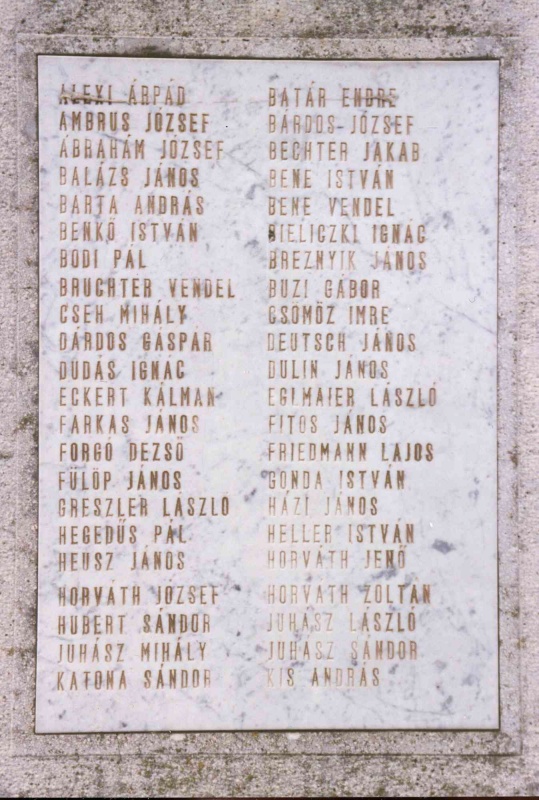 ALEXI ÁRPÁD
AMBRUS JÓZSEF
ÁBRAHÁM JÓZSEF
BALÁZS JÁNOS
BARTA ANDRÁS
BENKŐ ISTVÁN
BÓDI PÁL
BRUCHTER VENDEL
CSEH MIHÁLY
DÁRDOS GÁSPÁR
DUDÁS IGNÁC
ECKERT KÁLMÁN
FARKAS JÁNOS
FORGÓ DEZSŐ
FÜLÖP JÁNOS
GRESZLER LÁSZLÓ
HEGEDŰS PÁL
HEUSZ JÁNOS
HORVÁTH JÓZSEF
HUBERT SÁNDOR
JUHÁSZ MIHÁLY
KATONA SÁNDOR
BATÁR ENDRE
BÁRDOS JÓZSEF
BECHTER JAKAB
BENE ISTVÁN
BENE VENDEL
BIELICZKI IGNÁC
BREZNYIK JÁNOS
BUZI GÁBOR
CSOMÓZ IMRE
DEUTSCH JÁNOS
DULIN JÁNOS
EGLMAIER LÁSZLÓ
FITOS JÁNOS
FRIEDMANN LAJOS
GONDA ISTVÁN
HÁZI JÁNOS
HELLER ISTVÁN
HORVÁTH JENŐ
HORVÁTH ZOLTÁN
JUHÁSZ LÁSZLÓ
JUHÁSZ SÁNDOR
KIS ANDRÁS